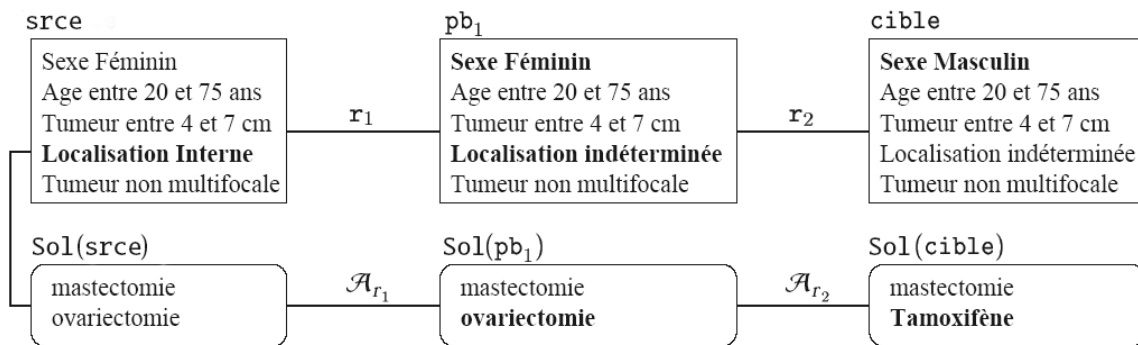 srce
Sexe Féminin
Age entre 20 et 75 ans
Tumeur entre 4 et 7 cm
Localisation Interne
Tumeur non multifocale
r₁
pb₁
Sexe Féminin
Age entre 20 et 75 ans
Tumeur entre 4 et 7 cm
Localisation indéterminée
Tumeur non multifocale
r₂
cible
Sexe Masculin
Age entre 20 et 75 ans
Tumeur entre 4 et 7 cm
Localisation indéterminée
Tumeur non multifocale
Sol(srce)
mastectomie
ovariectomie
𝒜r₁
Sol(pb₁)
mastectomie
ovariectomie
𝒜r₂
Sol(cible)
mastectomie
Tamoxifène